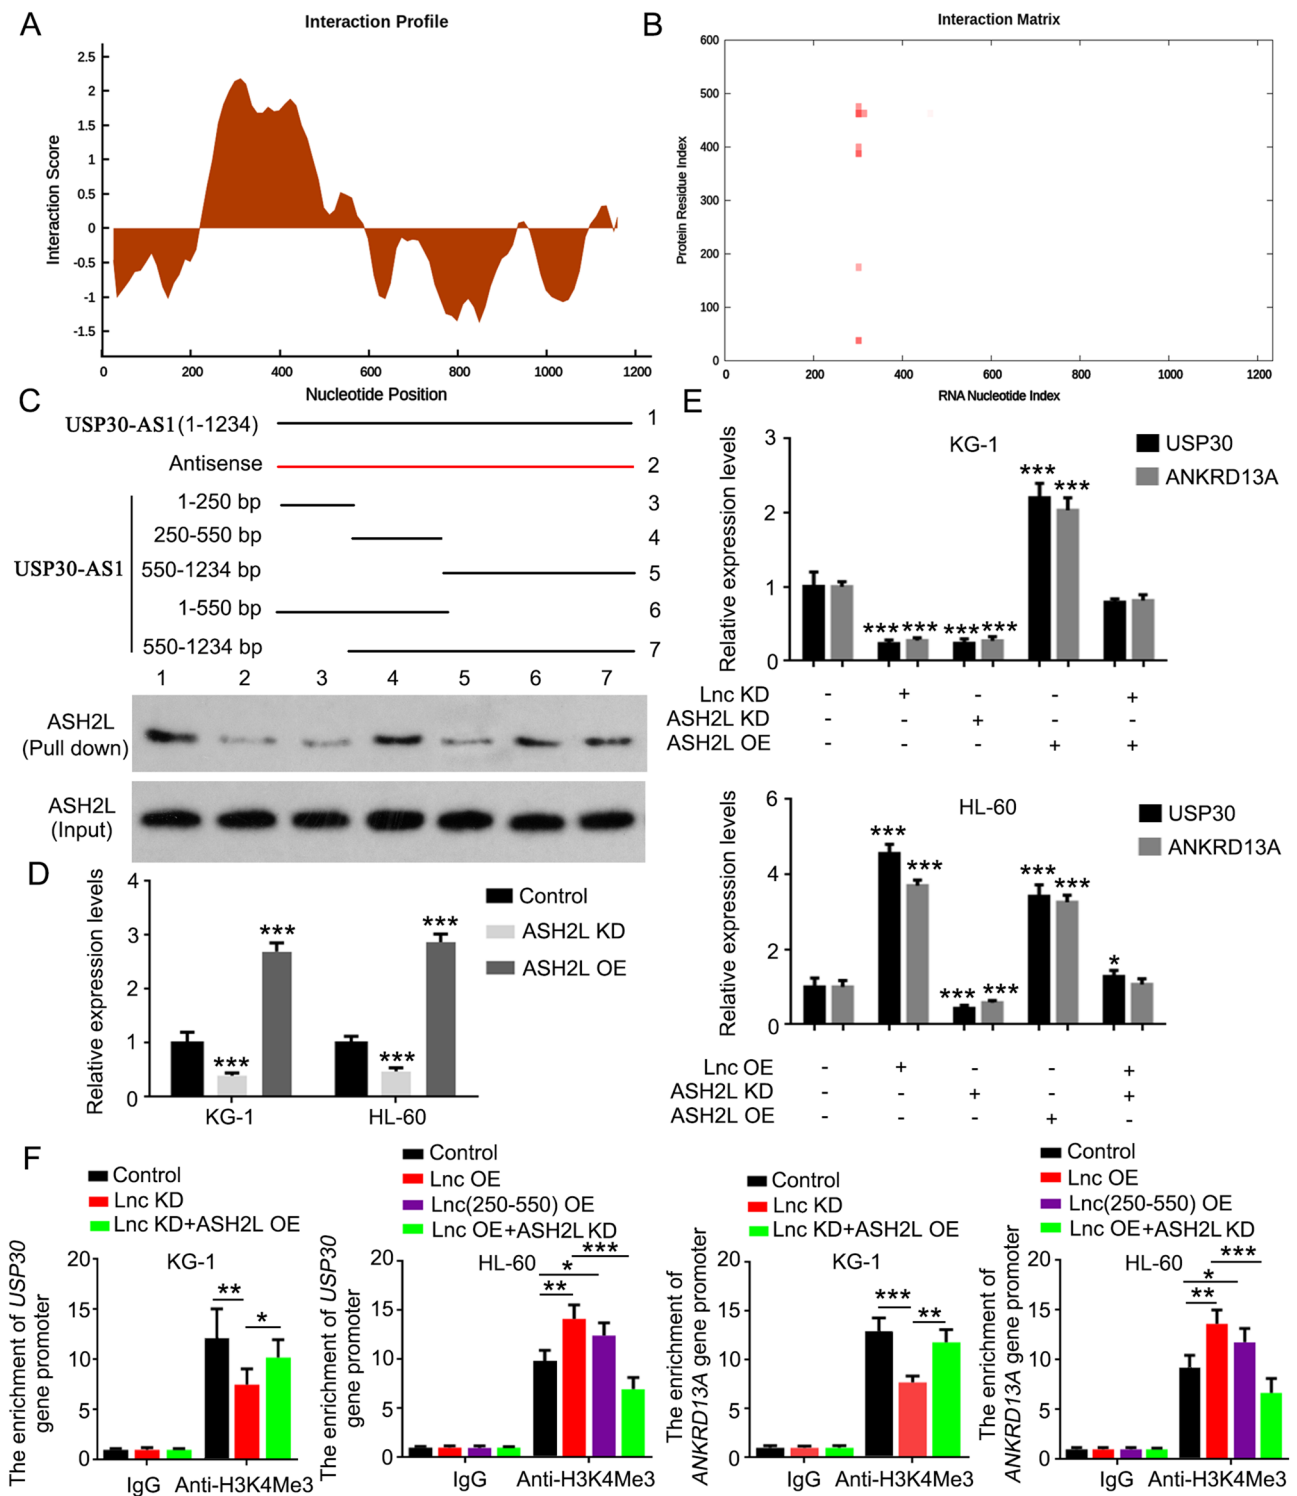 A
Interaction Profile
2.5
2
1.5
1
0.5
0
-0.5
-1
-1.5
Interaction Score
0 200 400 600 800 1000 1200
Nucleotide Position
B
Interaction Matrix
600
500
400
300
200
100
0
Protein Residue Index
0 200 400 600 800 1000 1200
RNA Nucleotide Index
C
USP30-AS1(1-1234) 1
Antisense 2
USP30-AS1
1-250 bp 3
250-550 bp 4
550-1234 bp 5
1-550 bp 6
550-1234 bp 7
1 2 3 4 5 6 7
ASH2L
(Pull down)
ASH2L
(Input)
D
Relative expression levels
4
3
2
1
0
Control
ASH2L KD
ASH2L OE
*** *** *** ***
KG-1 HL-60
E
KG-1
USP30
ANKRD13A
Relative expression levels
3
2
1
0
*** *** *** *** *** ***
Lnc KD - + - - +
ASH2L KD - - + - -
ASH2L OE - - - + +
HL-60
USP30
ANKRD13A
Relative expression levels
6
4
2
0
*** *** *** *** *** *** *
Lnc OE - + - - +
ASH2L KD - - + - +
ASH2L OE - - - + -
F
Control
Lnc KD
Lnc KD+ASH2L OE
KG-1
The enrichment of USP30
gene promoter
20
15
10
5
0
** *
IgG Anti-H3K4Me3
Control
Lnc OE
Lnc(250-550) OE
Lnc OE+ASH2L KD
HL-60
The enrichment of USP30
gene promoter
20
15
10
5
0
***
*
**
IgG Anti-H3K4Me3
Control
Lnc KD
Lnc KD+ASH2L OE
KG-1
The enrichment of
ANKRD13A gene promoter
20
15
10
5
0
*** **
IgG Anti-H3K4Me3
Control
Lnc OE
Lnc(250-550) OE
Lnc OE+ASH2L KD
HL-60
The enrichment of
ANKRD13A gene promoter
20
15
10
5
0
***
*
**
IgG Anti-H3K4Me3